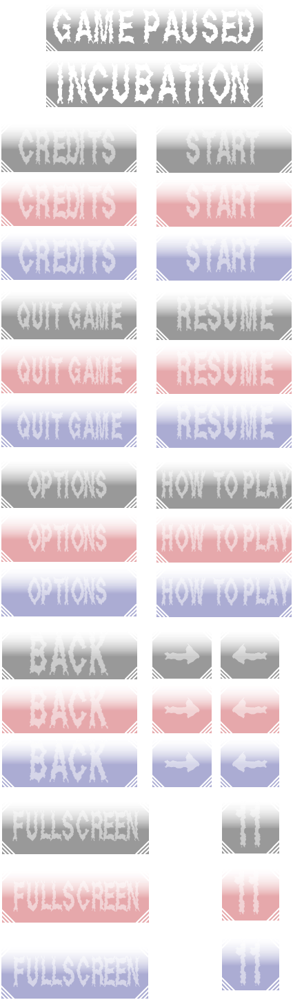 GAME PAUSED
INCUBATION
CREDITS START
CREDITS START
CREDITS START
QUIT GAME RESUME
QUIT GAME RESUME
QUIT GAME RESUME
OPTIONS HOW TO PLAY
OPTIONS HOW TO PLAY
OPTIONS HOW TO PLAY
BACK
BACK
BACK
FULLSCREEN 11
FULLSCREEN 11
FULLSCREEN 11